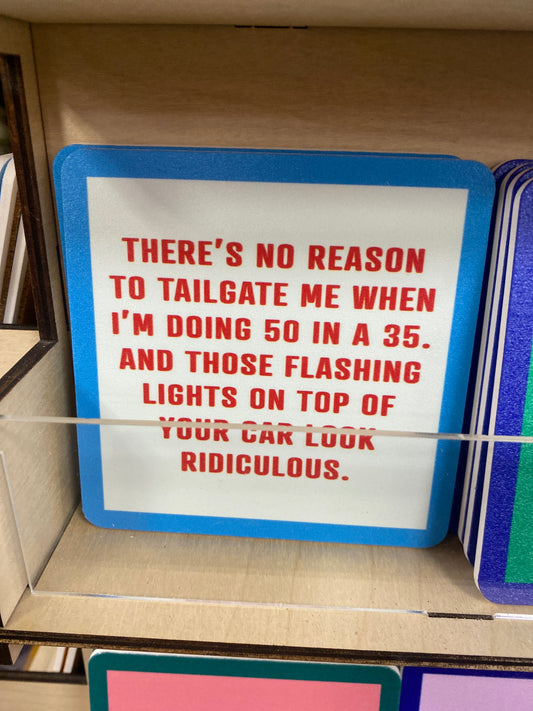 THERE'S NO REASON
TO TAILGATE ME WHEN
I'M DOING 50 IN A 35.
AND THOSE FLASHING
LIGHTS ON TOP OF
YOUR CAR LOOK
RIDICULOUS.